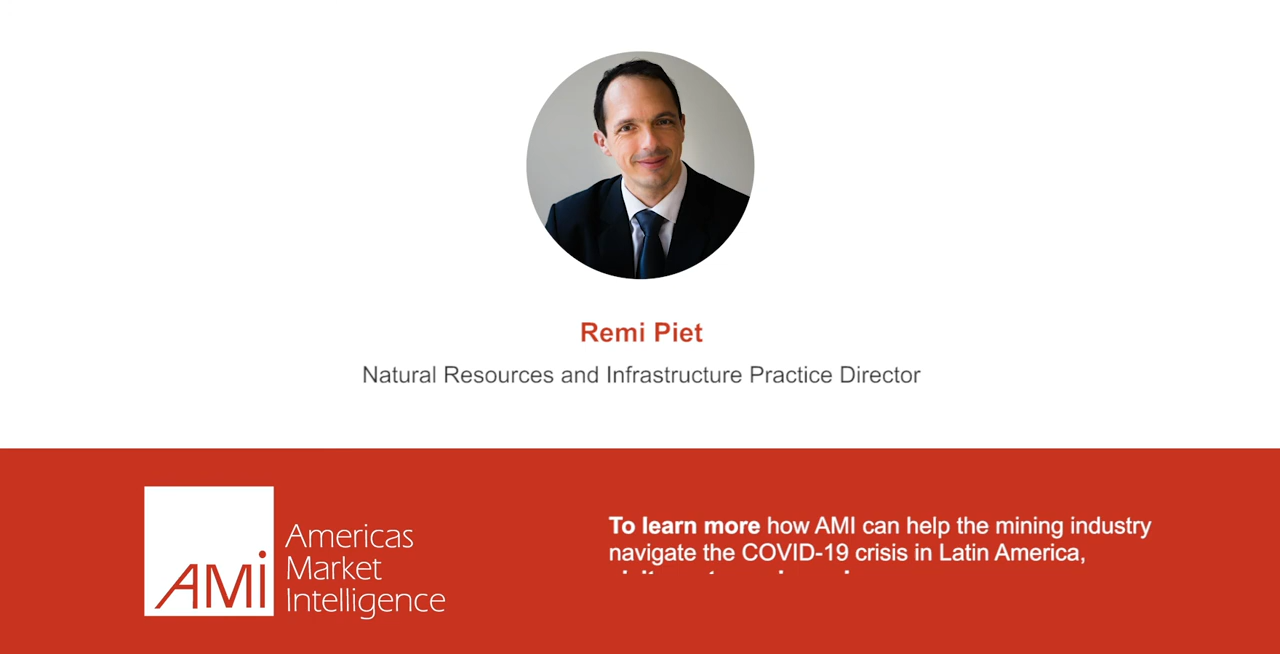 Remi Piet
Natural Resources and Infrastructure Practice Director
AMi
Americas
Market
Intelligence
To learn more how AMI can help the mining industry
navigate the COVID-19 crisis in Latin America,